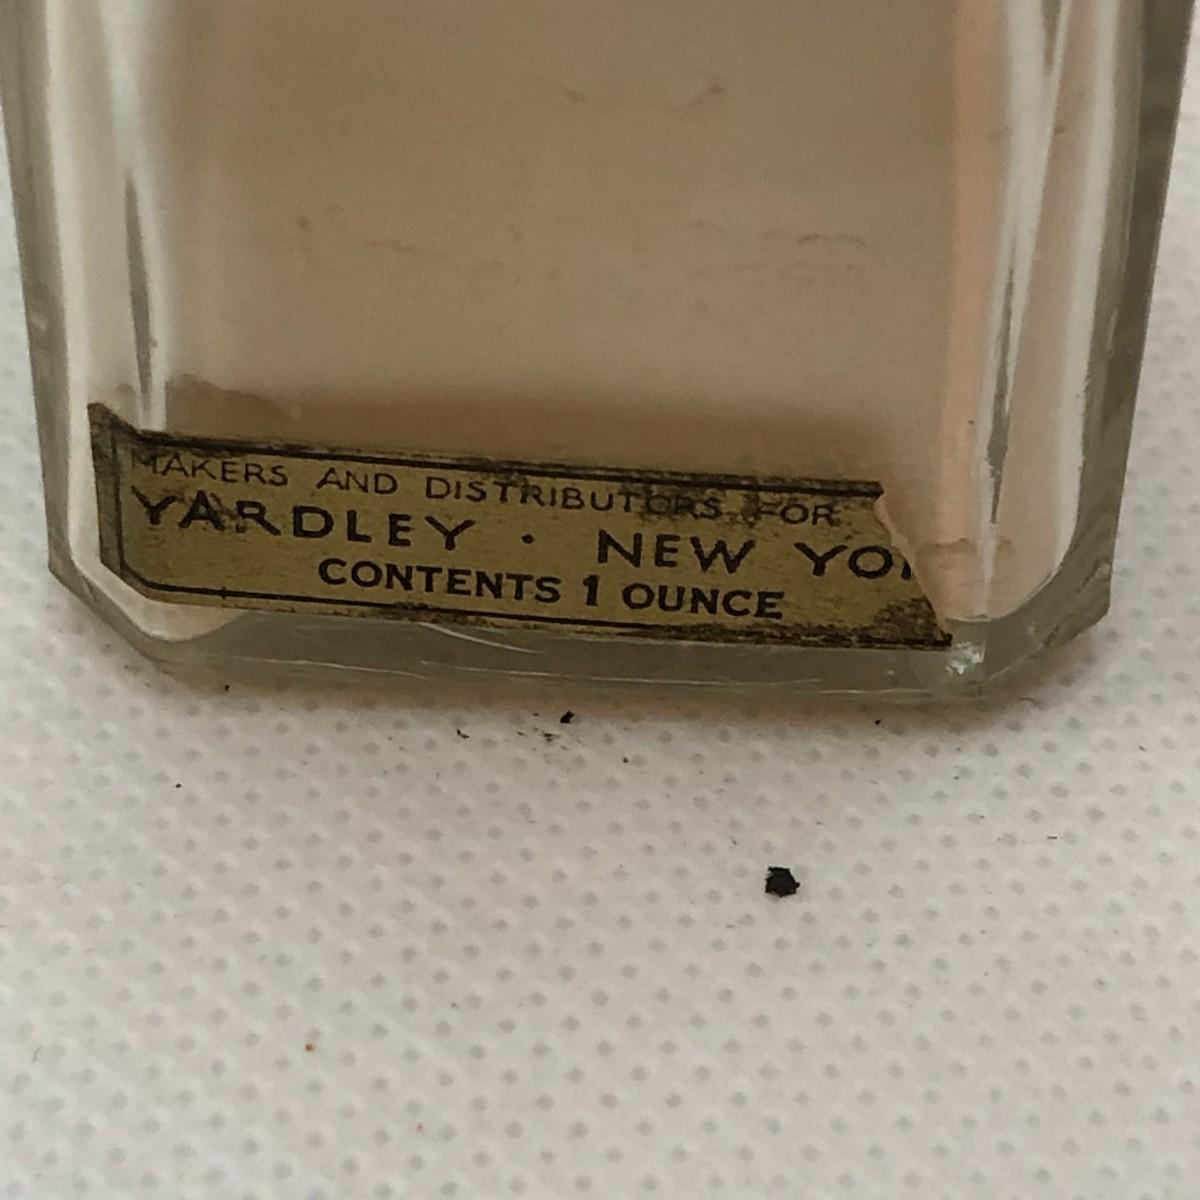 MAKERS AND DISTRIBUTORS FOR
YARDLEY · NEW YO
CONTENTS 1 OUNCE